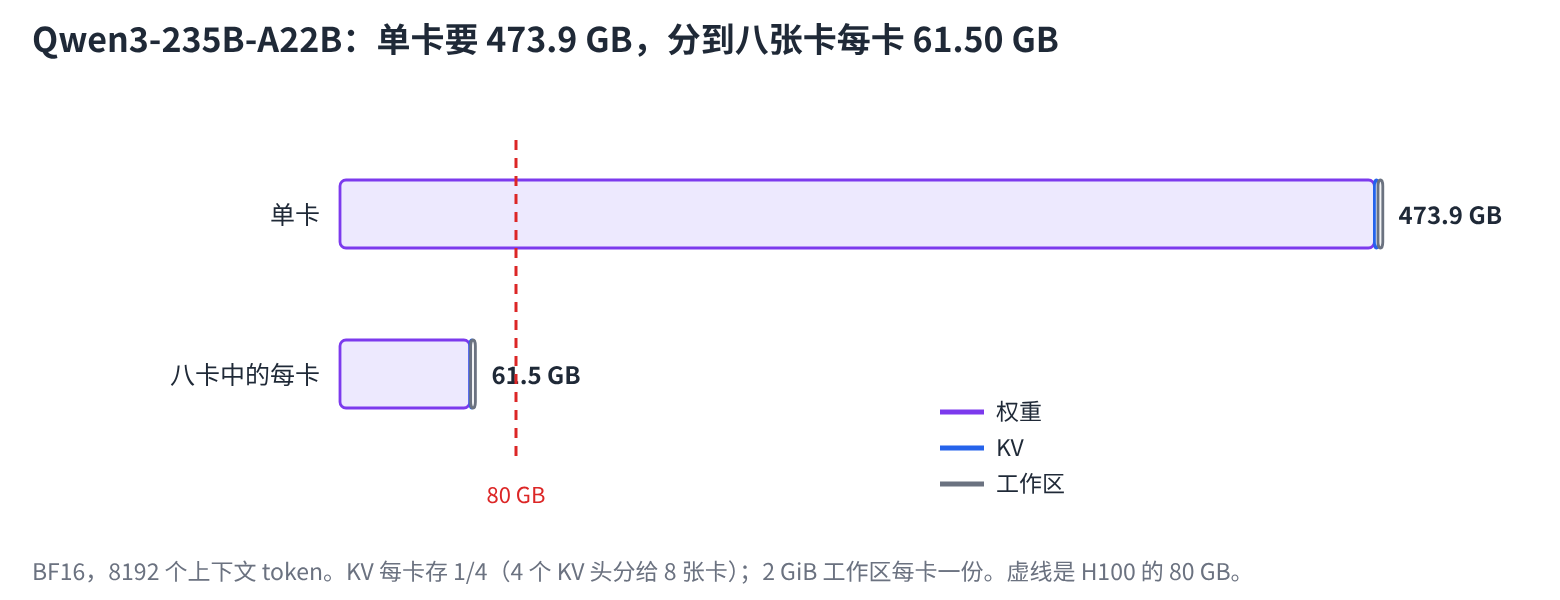 Qwen3-235B-A22B：单卡要 473.9 GB，分到八张卡每卡 61.50 GB
单卡
473.9 GB
八卡中的每卡
61.5 GB
权重
KV
工作区
80 GB
BF16，8192 个上下文 token。KV 每卡存 1/4（4 个 KV 头分给 8 张卡）；2 GiB 工作区每卡一份。虚线是 H100 的 80 GB。